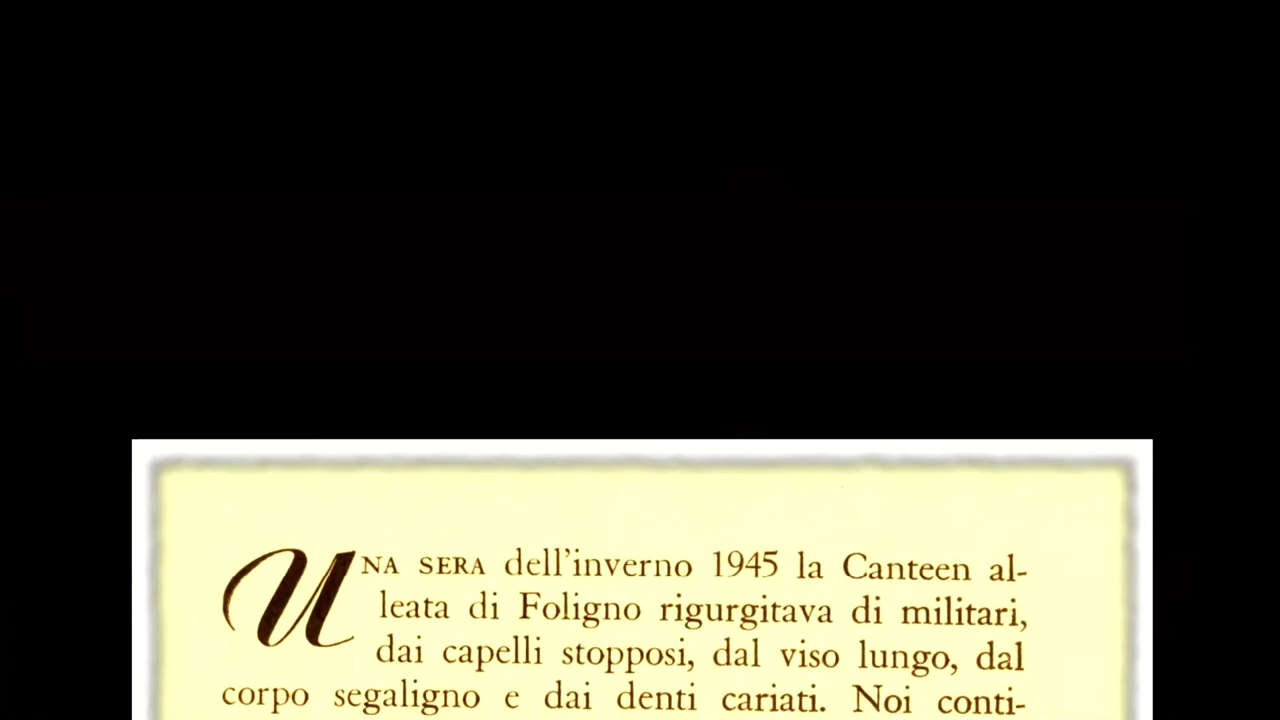 UNA SERA dell'inverno 1945 la Canteen al-
leata di Foligno rigurgitava di militari,
dai capelli stopposi, dal viso lungo, dal
corpo segaligno e dai denti cariati. Noi conti-